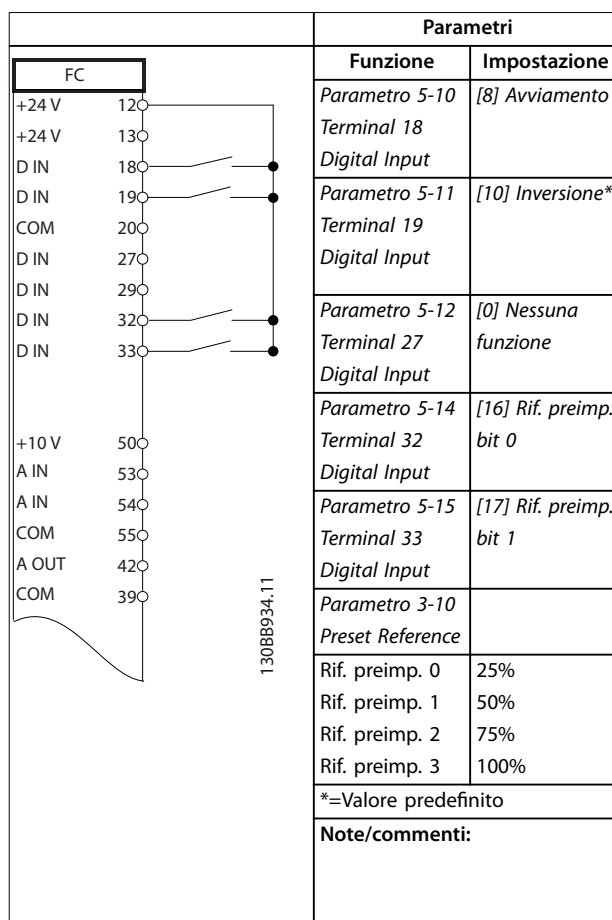 FC
+24 V 12
+24 V 13
D IN 18
D IN 19
COM 20
D IN 27
D IN 29
D IN 32
D IN 33
+10 V 50
A IN 53
A IN 54
COM 55
A OUT 42
COM 39
130BB934.11
Parametri
Funzione Impostazione
Parametro 5-10 [8] Avviamento
Terminal 18
Digital Input
Parametro 5-11 [10] Inversione*
Terminal 19
Digital Input
Parametro 5-12 [0] Nessuna
Terminal 27 funzione
Digital Input
Parametro 5-14 [16] Rif. preimp.
Terminal 32 bit 0
Digital Input
Parametro 5-15 [17] Rif. preimp.
Terminal 33 bit 1
Digital Input
Parametro 3-10
Preset Reference
Rif. preimp. 0 25%
Rif. preimp. 1 50%
Rif. preimp. 2 75%
Rif. preimp. 3 100%
*=Valore predefinito
Note/commenti: